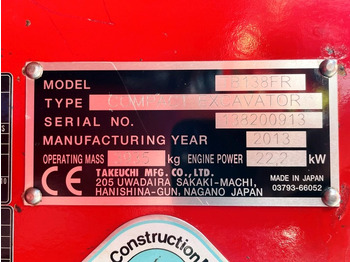 MODEL TB138FR
TYPE COMPACT EXCAVATOR
SERIAL NO. 138200913
MANUFACTURING YEAR 2013
OPERATING MASS kg ENGINE POWER 22,2 kW
CE TAKEUCHI MFG. CO., LTD.
205 UWADAIRA SAKAKI-MACHI,
HANISHINA-GUN. NAGANO JAPAN
MADE IN JAPAN
03793-66052
Construction